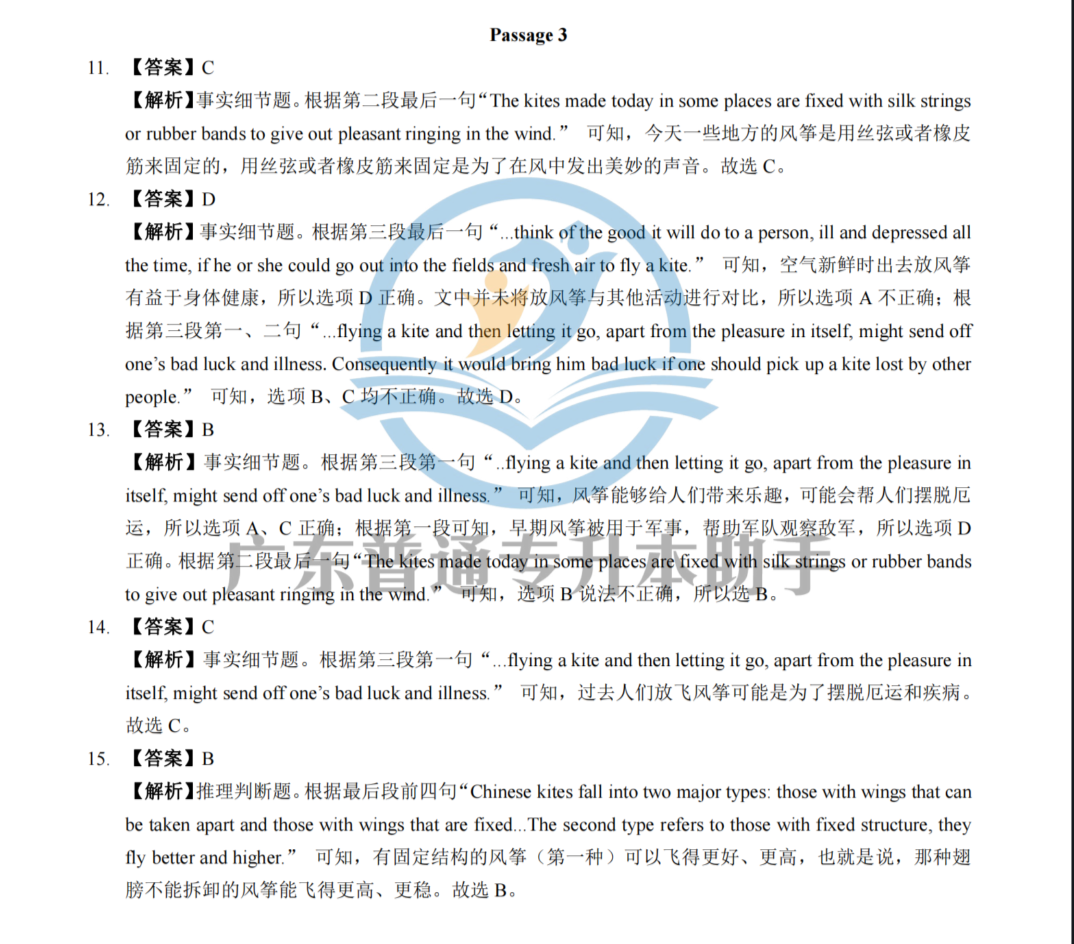 Passage 3
11. 【答案】C
【解析】事实细节题。根据第二段最后一句“The kites made today in some places are fixed with silk strings
or rubber bands to give out pleasant ringing in the wind.” 可知，今天一些地方的风筝是用丝弦或者橡皮
筋来固定的，用丝弦或者橡皮筋来固定是为了在风中发出美妙的声音。故选 C。
12. 【答案】D
【解析】事实细节题。根据第三段最后一句“...think of the good it will do to a person, ill and depressed all
the time, if he or she could go out into the fields and fresh air to fly a kite.” 可知，空气新鲜时出去放风筝
有益于身体健康，所以选项 D 正确。文中并未将放风筝与其他活动进行对比，所以选项 A 不正确；根
据第三段第一、二句“...flying a kite and then letting it go, apart from the pleasure in itself, might send off
one’s bad luck and illness. Consequently it would bring him bad luck if one should pick up a kite lost by other
people.” 可知，选项 B、C 均不正确。故选 D。
13. 【答案】B
【解析】事实细节题。根据第三段第一句“..flying a kite and then letting it go, apart from the pleasure in
itself, might send off one’s bad luck and illness.” 可知，风筝能够给人们带来乐趣，可能会帮人们摆脱厄
运，所以选项 A、C 正确；根据第一段可知，早期风筝被用于军事，帮助军队观察敌军，所以选项 D
正确。根据第二段最后一句“The kites made today in some places are fixed with silk strings or rubber bands
to give out pleasant ringing in the wind.” 可知，选项 B 说法不正确，所以选 B。
广东普通专升本助手
14. 【答案】C
【解析】事实细节题。根据第三段第一句“...flying a kite and then letting it go, apart from the pleasure in
itself, might send off one’s bad luck and illness.” 可知，过去人们放飞风筝可能是为了摆脱厄运和疾病。
故选 C。
15. 【答案】B
【解析】推理判断题。根据最后段前四句“Chinese kites fall into two major types: those with wings that can
be taken apart and those with wings that are fixed...The second type refers to those with fixed structure, they
fly better and higher.” 可知，有固定结构的风筝（第一种）可以飞得更好、更高，也就是说，那种翅
膀不能拆卸的风筝能飞得更高、更稳。故选 B。